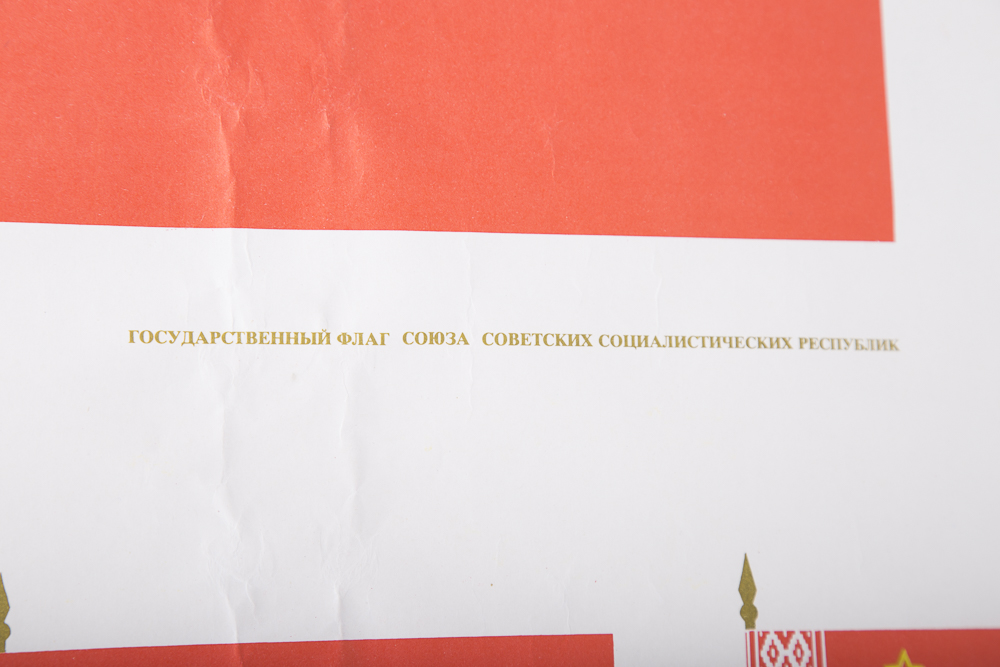 ГОСУДАРСТВЕННЫЙ ФЛАГ СОЮЗА СОВЕТСКИХ СОЦИАЛИСТИЧЕСКИХ РЕСПУБЛИК